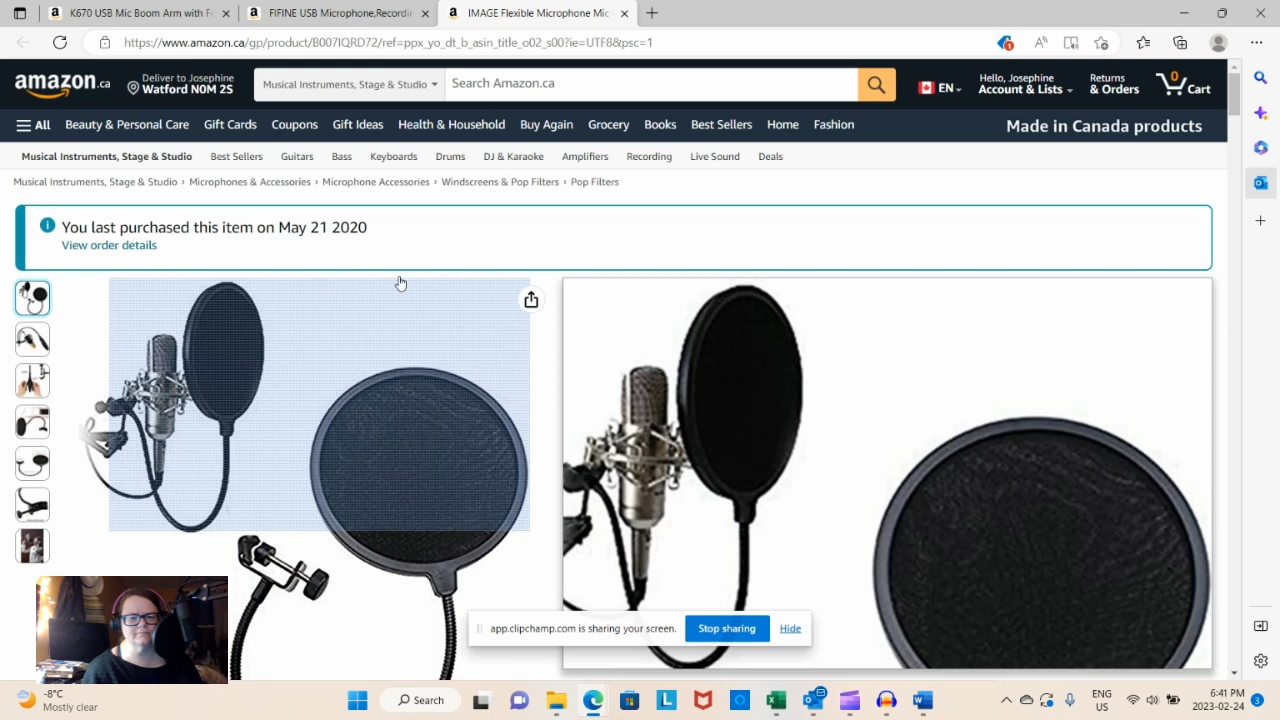 K670 USB Mic Boom Arm with Fo
FIFINE USB Microphone,Recordin
IMAGE Flexible Microphone Mic
https://www.amazon.ca/gp/product/B007IQRD72/ref=ppx_yo_dt_b_asin_title_o02_s00?ie=UTF8&psc=1
1
amazon.ca
Deliver to Josephine
Watford N0M 2S
Musical Instruments, Stage & Studio
Search Amazon.ca
EN
Hello, Josephine
Account & Lists
Returns
& Orders
0
Cart
All
Beauty & Personal Care
Gift Cards
Coupons
Gift Ideas
Health & Household
Buy Again
Grocery
Books
Best Sellers
Home
Fashion
Made in Canada products
Musical Instruments, Stage & Studio
Best Sellers
Guitars
Bass
Keyboards
Drums
DJ & Karaoke
Amplifiers
Recording
Live Sound
Deals
Musical Instruments, Stage & Studio › Microphones & Accessories › Microphone Accessories › Windscreens & Pop Filters › Pop Filters
You last purchased this item on May 21 2020
View order details
app.clipchamp.com is sharing your screen.
Stop sharing
Hide
-8°C
Mostly clear
Search
ENG
US
6:41 PM
2023-02-24
3